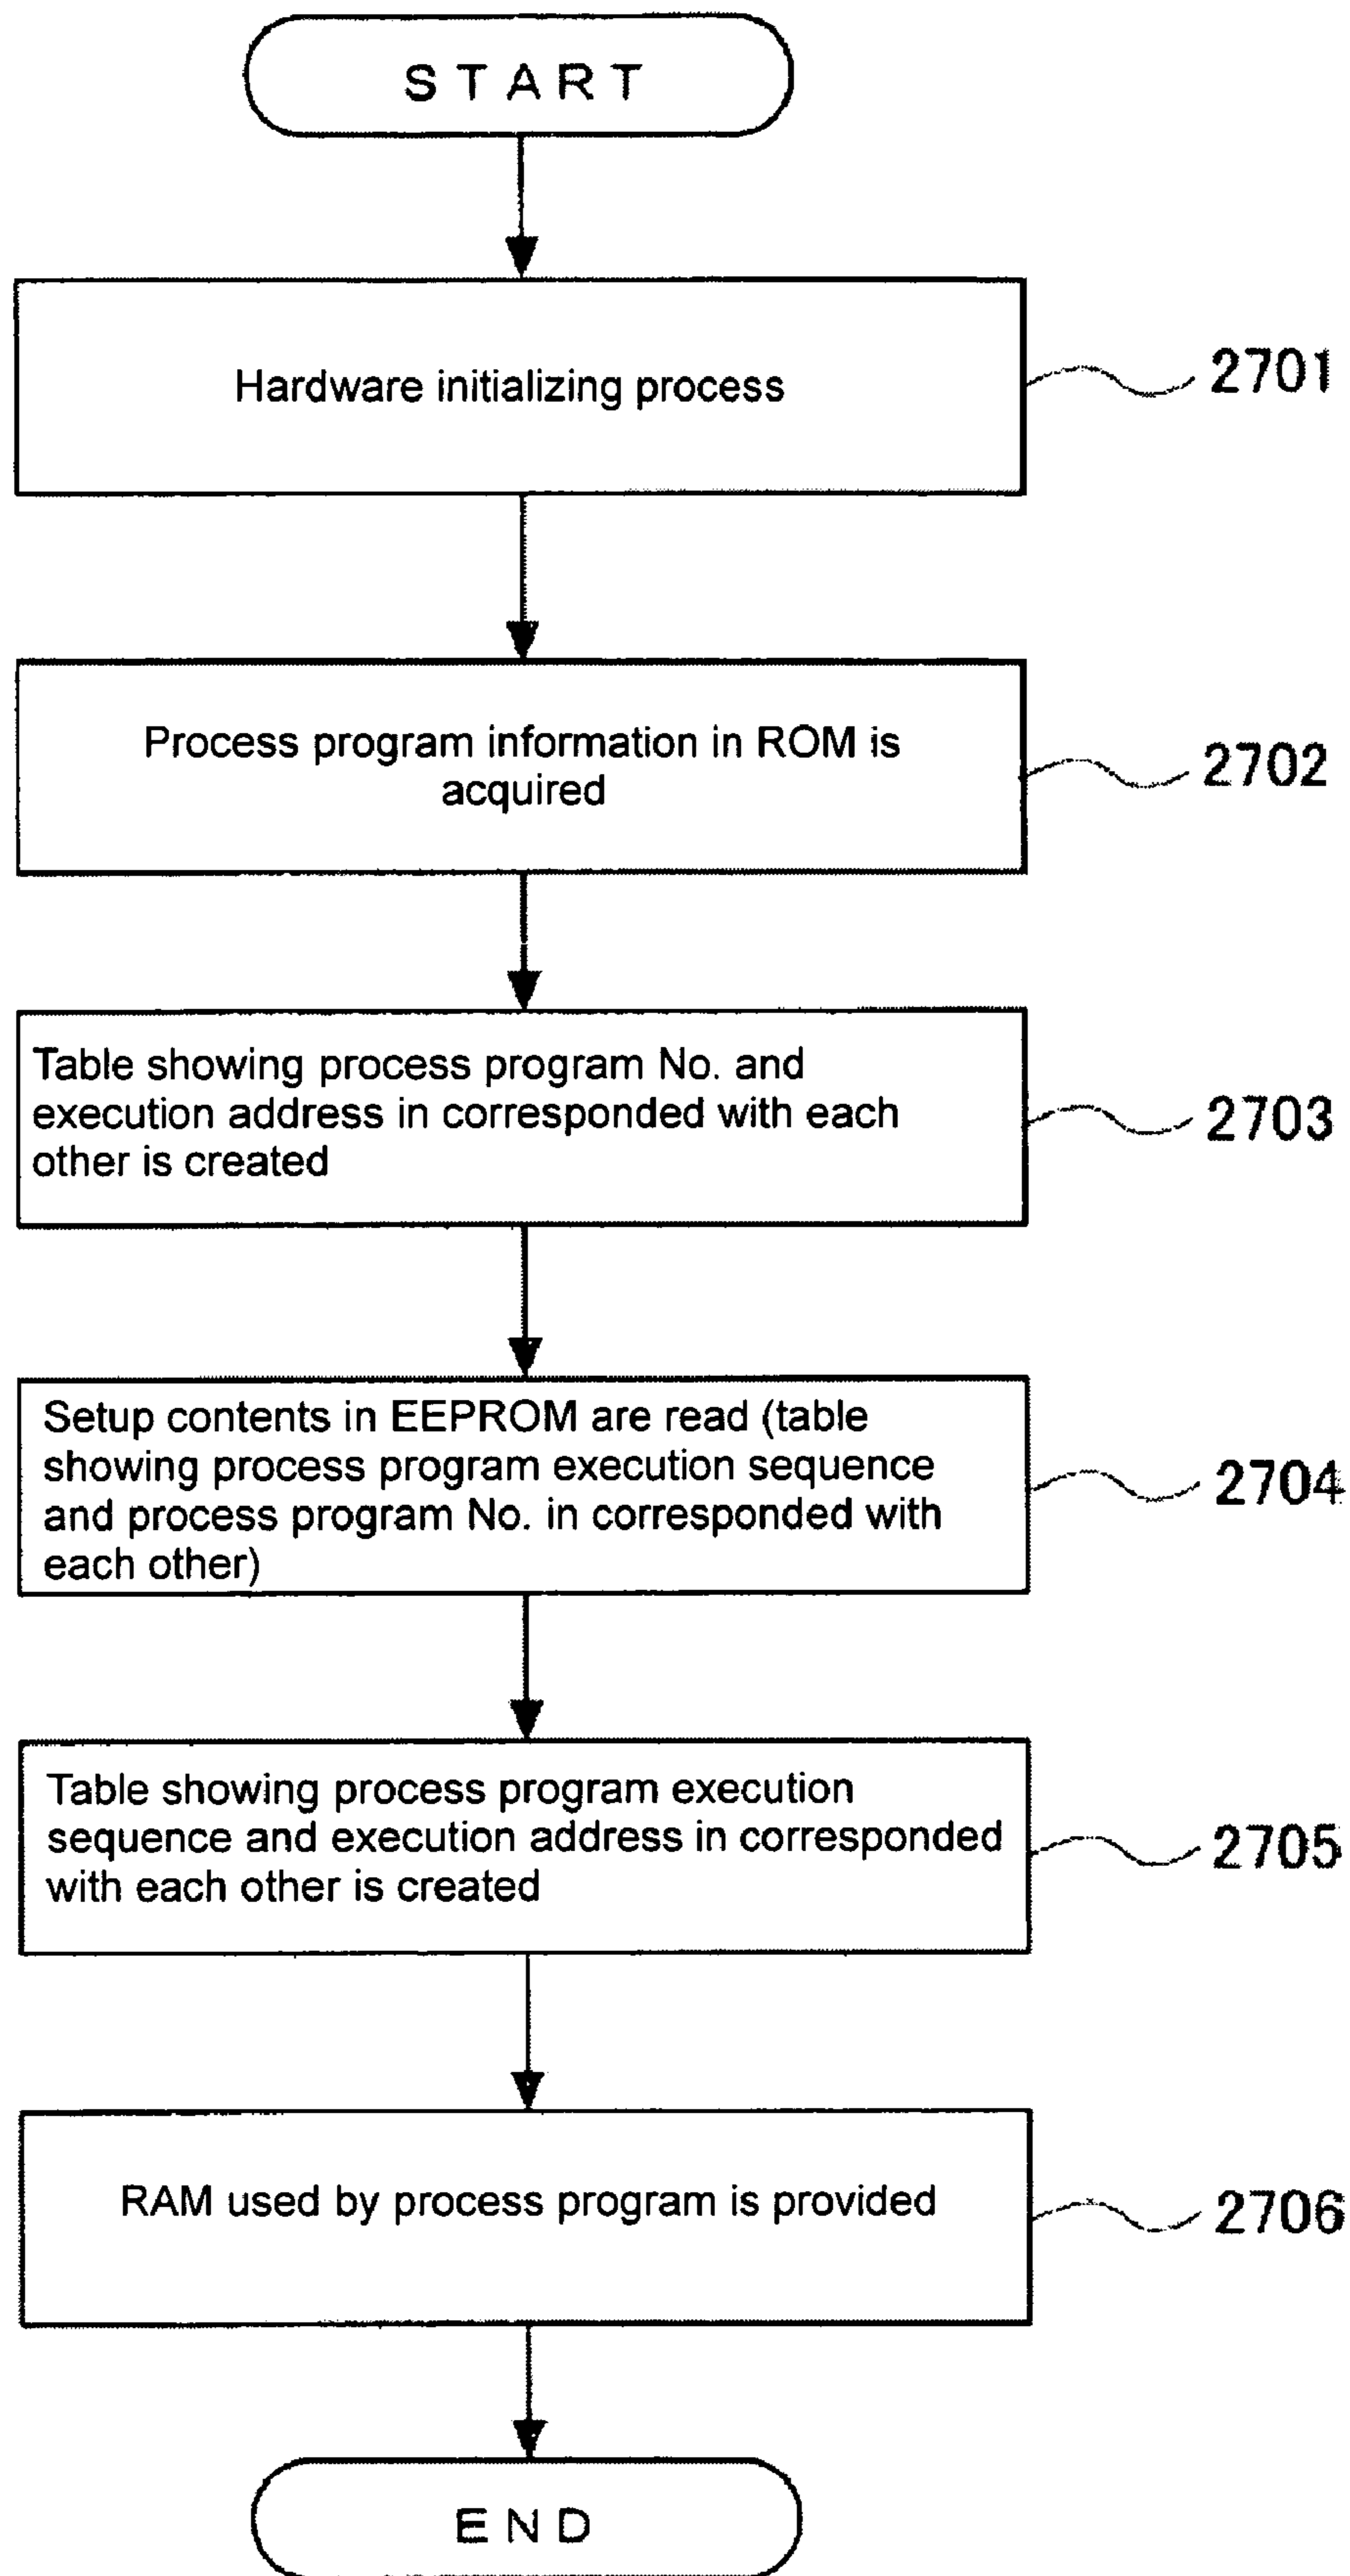 START
Hardware initializing process
2701
Process program information in ROM is
acquired
2702
Table showing process program No. and
execution address in corresponded with each
other is created
2703
Setup contents in EEPROM are read (table
showing process program execution sequence
and process program No. in corresponded with
each other)
2704
Table showing process program execution
sequence and execution address in corresponded
with each other is created
2705
RAM used by process program is provided
2706
END